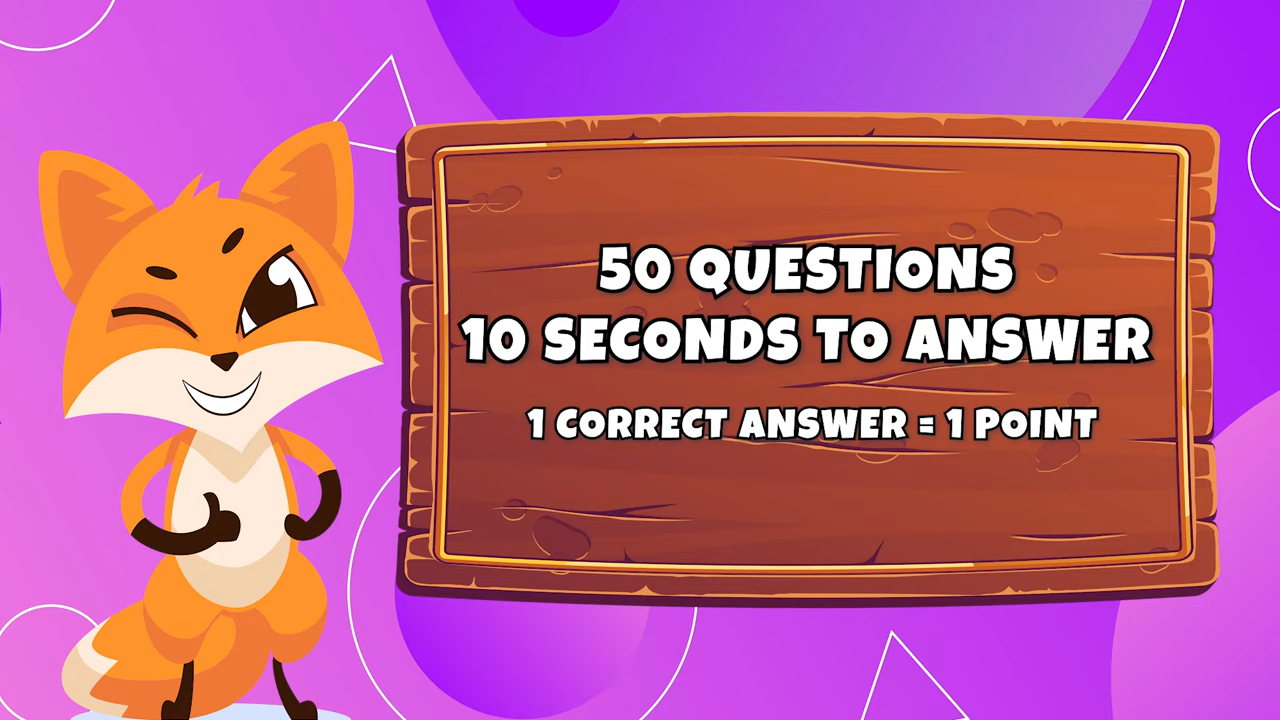 50 QUESTIONS
10 SECONDS TO ANSWER
1 CORRECT ANSWER = 1 POINT